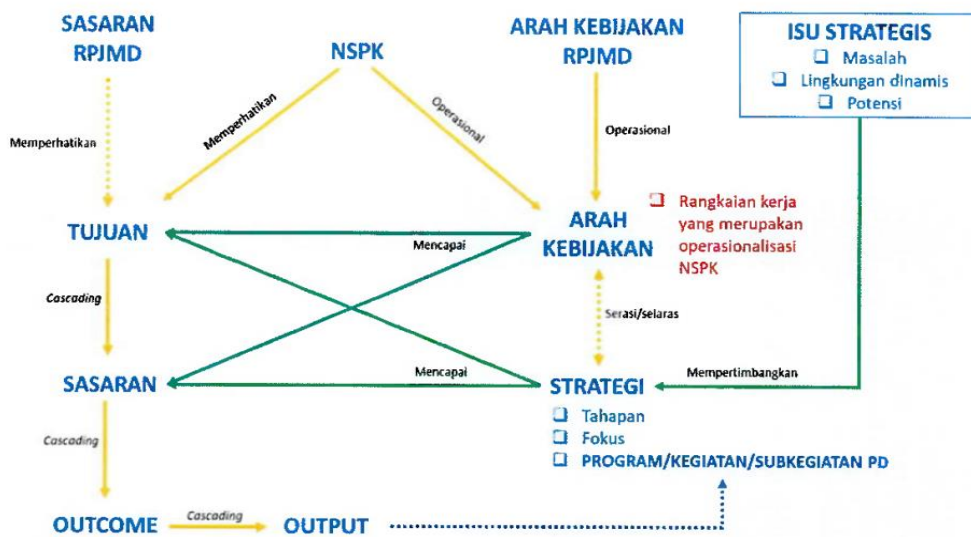 SASARAN
RPJMD
NSPK
ARAH KEBIJAKAN
RPJMD
ISU STRATEGIS
Masalah
Lingkungan dinamis
Potensi
Memperhatikan
Memperhatikan
Operasional
Operasional
TUJUAN
Mencapai
ARAH
KEBIJAKAN
Rangkaian kerja
yang merupakan
operasionalisasi
NSPK
Cascading
Serasi/selaras
SASARAN
Mencapai
STRATEGI
Mempertimbangkan
Tahapan
Fokus
PROGRAM/KEGIATAN/SUBKEGIATAN PD
Cascading
OUTCOME
Cascading
OUTPUT